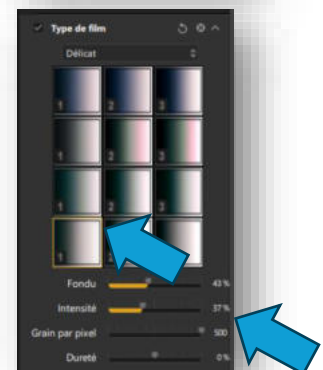 Type de film
Délicat
1 2 3
1 2 3
1 2 3
1
Fondu 43 %
Intensité 37 %
Grain par pixel 500
Dureté 0 %